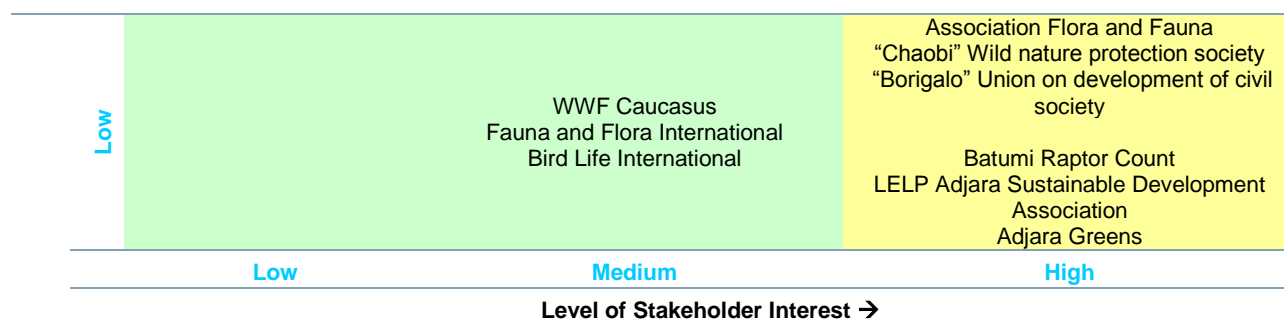 Low
WWF Caucasus
Fauna and Flora International
Bird Life International
Association Flora and Fauna
“Chaobi” Wild nature protection society
“Borigalo” Union on development of civil
society
Batumi Raptor Count
LELP Adjara Sustainable Development
Association
Adjara Greens
Low Medium High
Level of Stakeholder Interest →